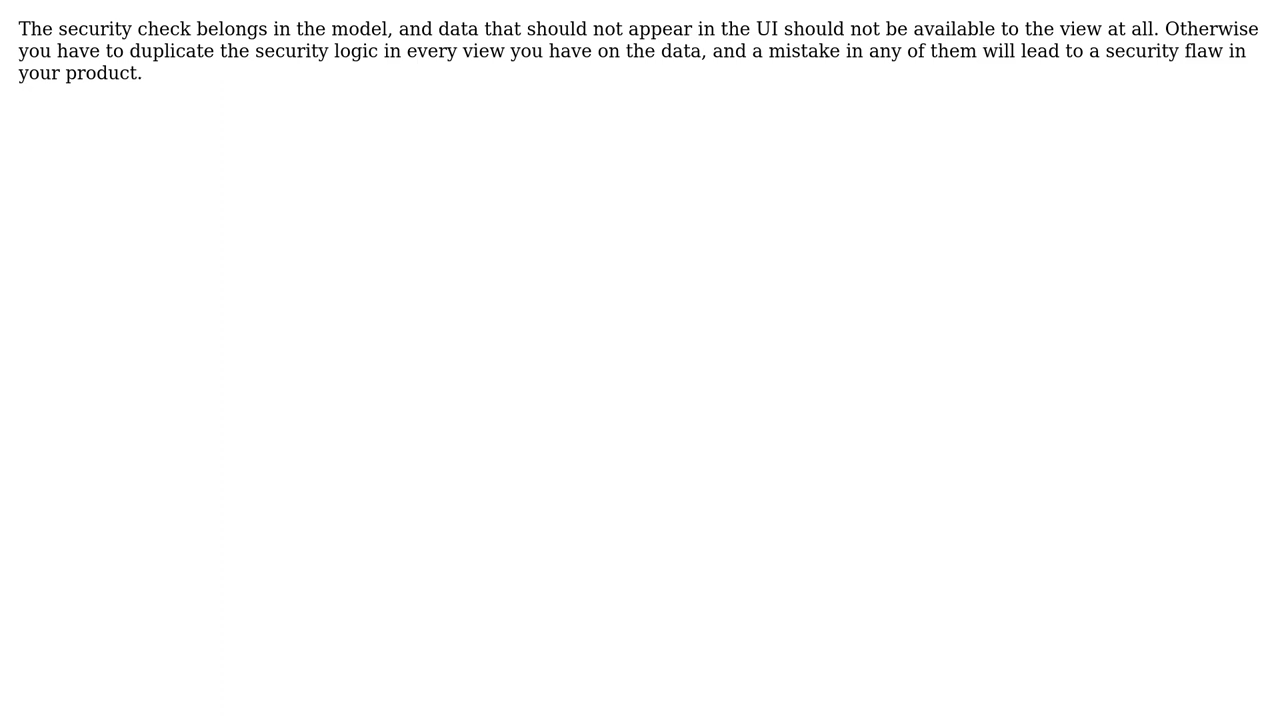 The security check belongs in the model, and data that should not appear in the UI should not be available to the view at all. Otherwise
you have to duplicate the security logic in every view you have on the data, and a mistake in any of them will lead to a security flaw in
your product.